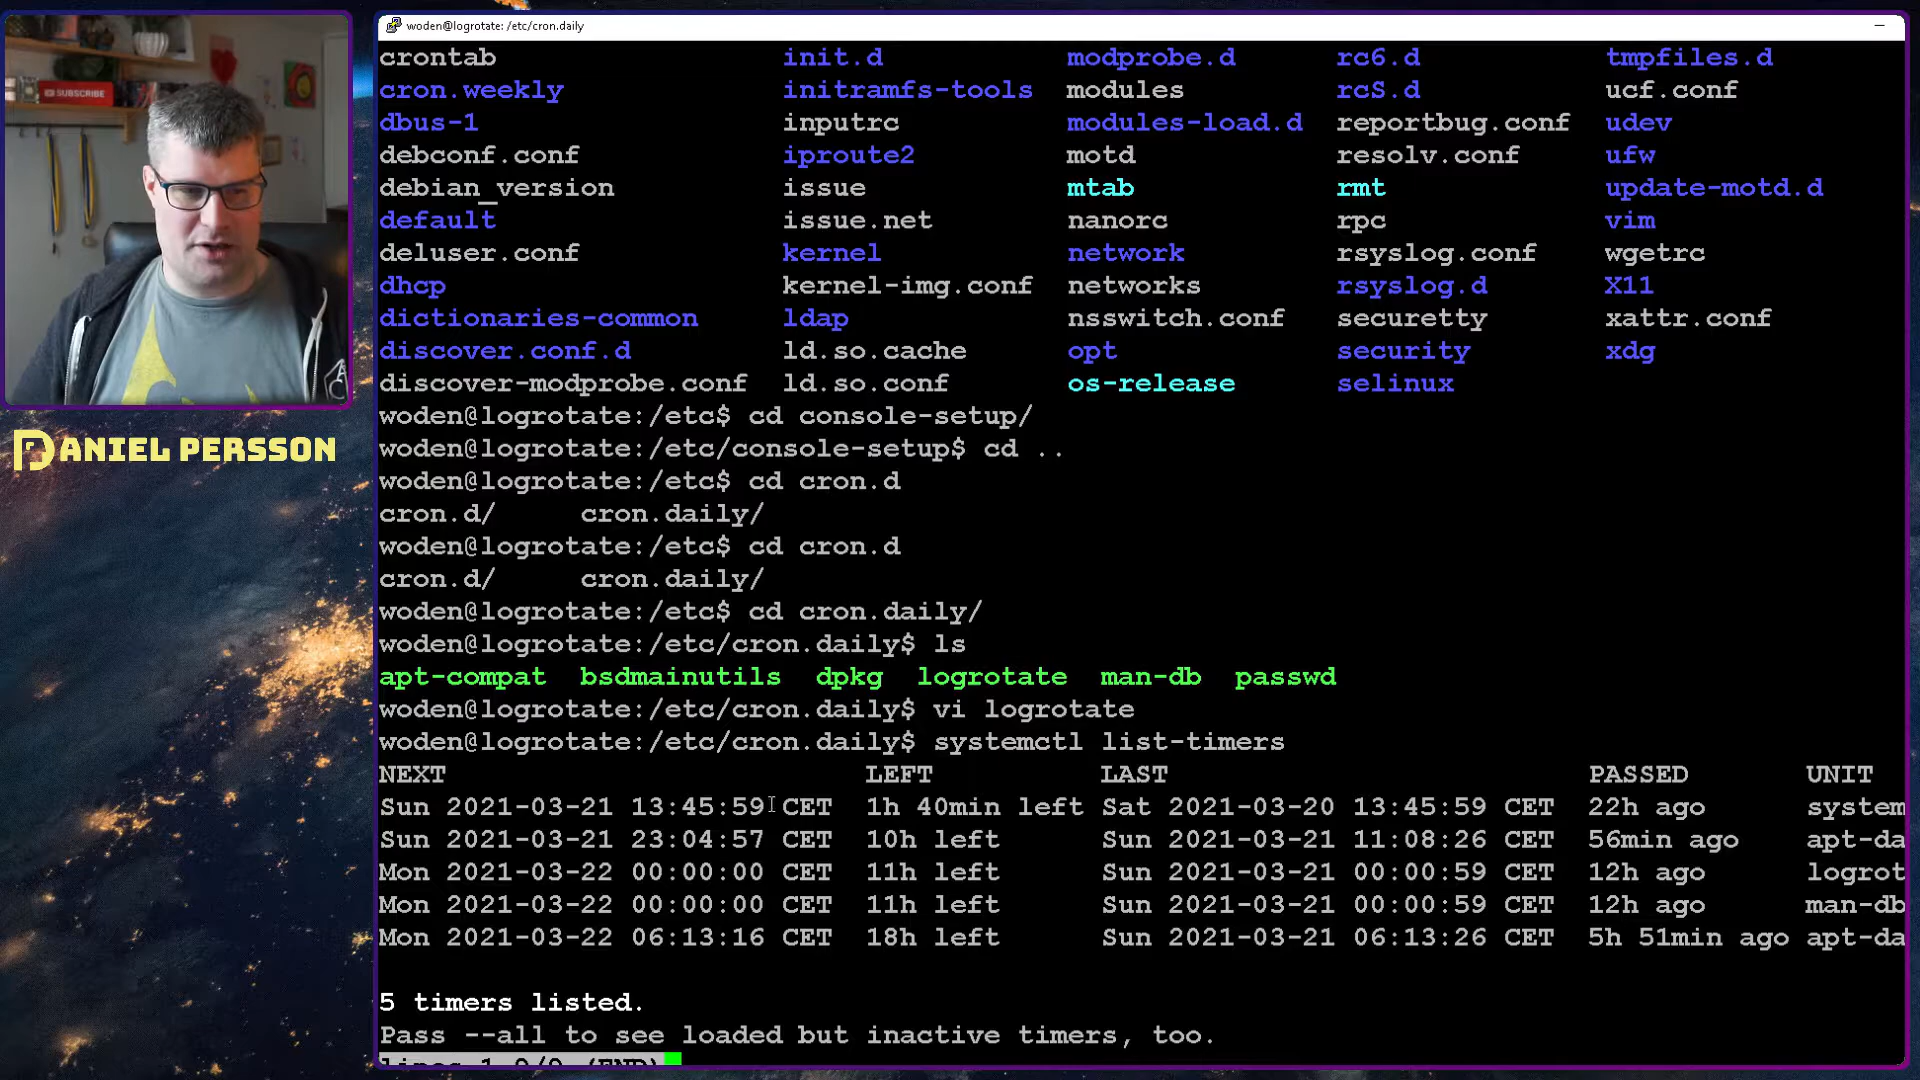 woden@logrotate: /etc/cron.daily
SUBSCRIBE
DANIEL PERSSON
crontab init.d modprobe.d rc6.d tmpfiles.d
cron.weekly initramfs-tools modules rcS.d ucf.conf
dbus-1 inputrc modules-load.d reportbug.conf udev
debconf.conf iproute2 motd resolv.conf ufw
debian_version issue mtab rmt update-motd.d
default issue.net nanorc rpc vim
deluser.conf kernel network rsyslog.conf wgetrc
dhcp kernel-img.conf networks rsyslog.d X11
dictionaries-common ldap nsswitch.conf securetty xattr.conf
discover.conf.d ld.so.cache opt security xdg
discover-modprobe.conf ld.so.conf os-release selinux
woden@logrotate:/etc$ cd console-setup/
woden@logrotate:/etc/console-setup$ cd ..
woden@logrotate:/etc$ cd cron.d
cron.d/ cron.daily/
woden@logrotate:/etc$ cd cron.d
cron.d/ cron.daily/
woden@logrotate:/etc$ cd cron.daily/
woden@logrotate:/etc/cron.daily$ ls
apt-compat bsdmainutils dpkg logrotate man-db passwd
woden@logrotate:/etc/cron.daily$ vi logrotate
woden@logrotate:/etc/cron.daily$ systemctl list-timers
NEXT LEFT LAST PASSED UNIT
Sun 2021-03-21 13:45:59 CET 1h 40min left Sat 2021-03-20 13:45:59 CET 22h ago system
Sun 2021-03-21 23:04:57 CET 10h left Sun 2021-03-21 11:08:26 CET 56min ago apt-da
Mon 2021-03-22 00:00:00 CET 11h left Sun 2021-03-21 00:00:59 CET 12h ago logrot
Mon 2021-03-22 00:00:00 CET 11h left Sun 2021-03-21 00:00:59 CET 12h ago man-db
Mon 2021-03-22 06:13:16 CET 18h left Sun 2021-03-21 06:13:26 CET 5h 51min ago apt-da
5 timers listed.
Pass --all to see loaded but inactive timers, too.